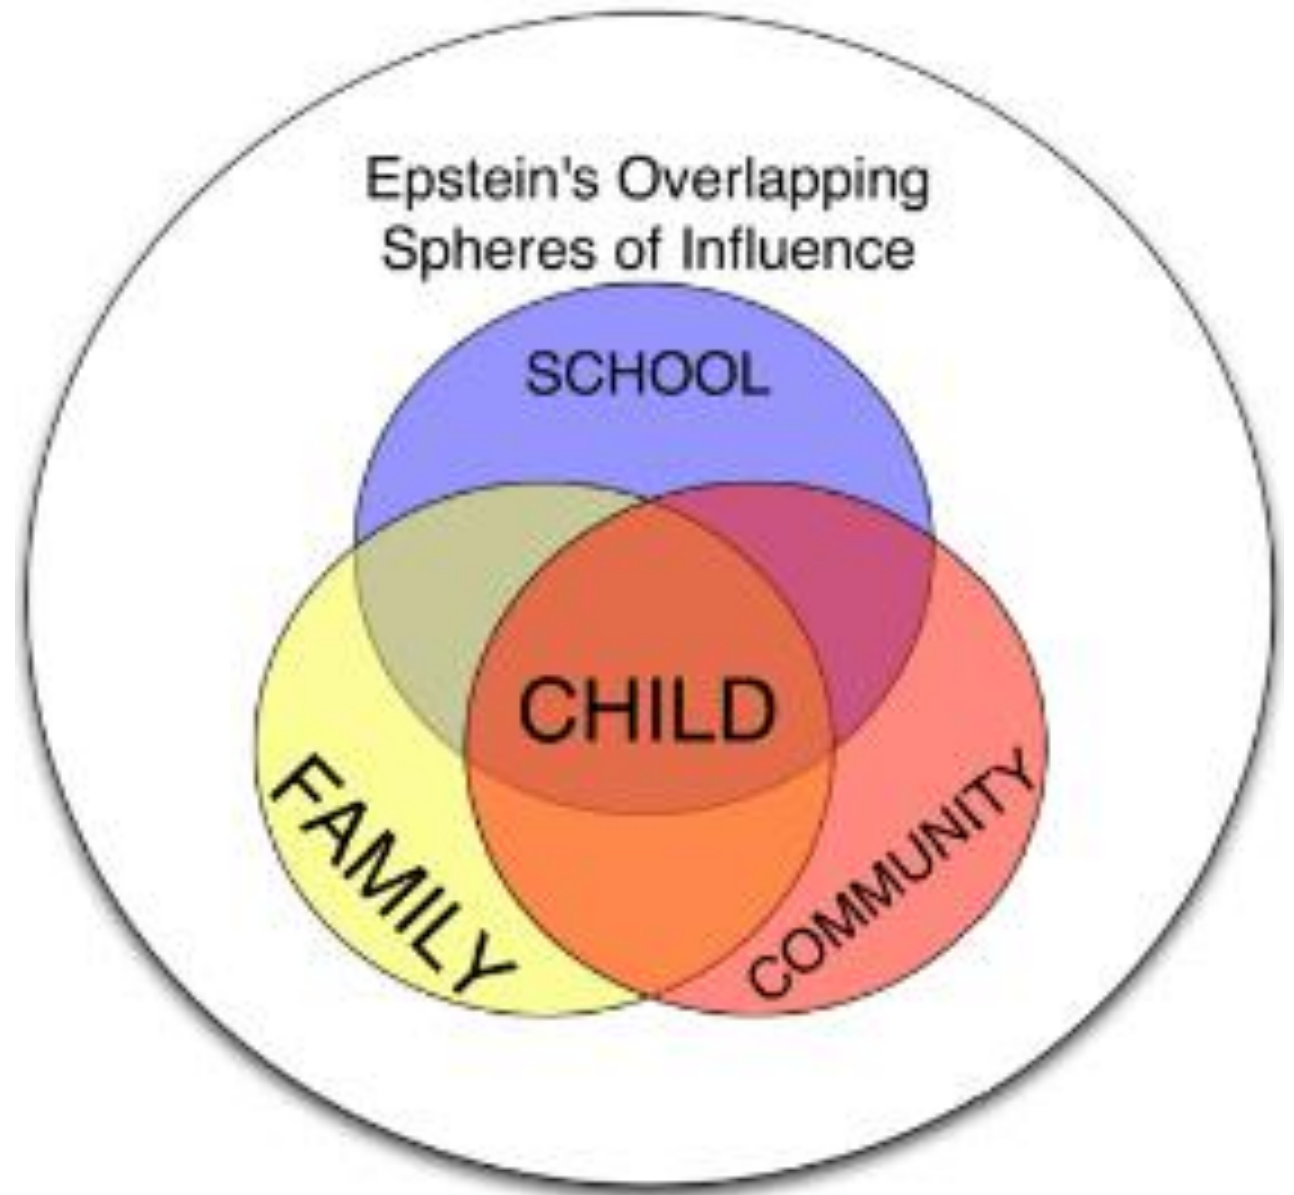 Epstein's Overlapping
Spheres of Influence
SCHOOL
CHILD
FAMILY
COMMUNITY